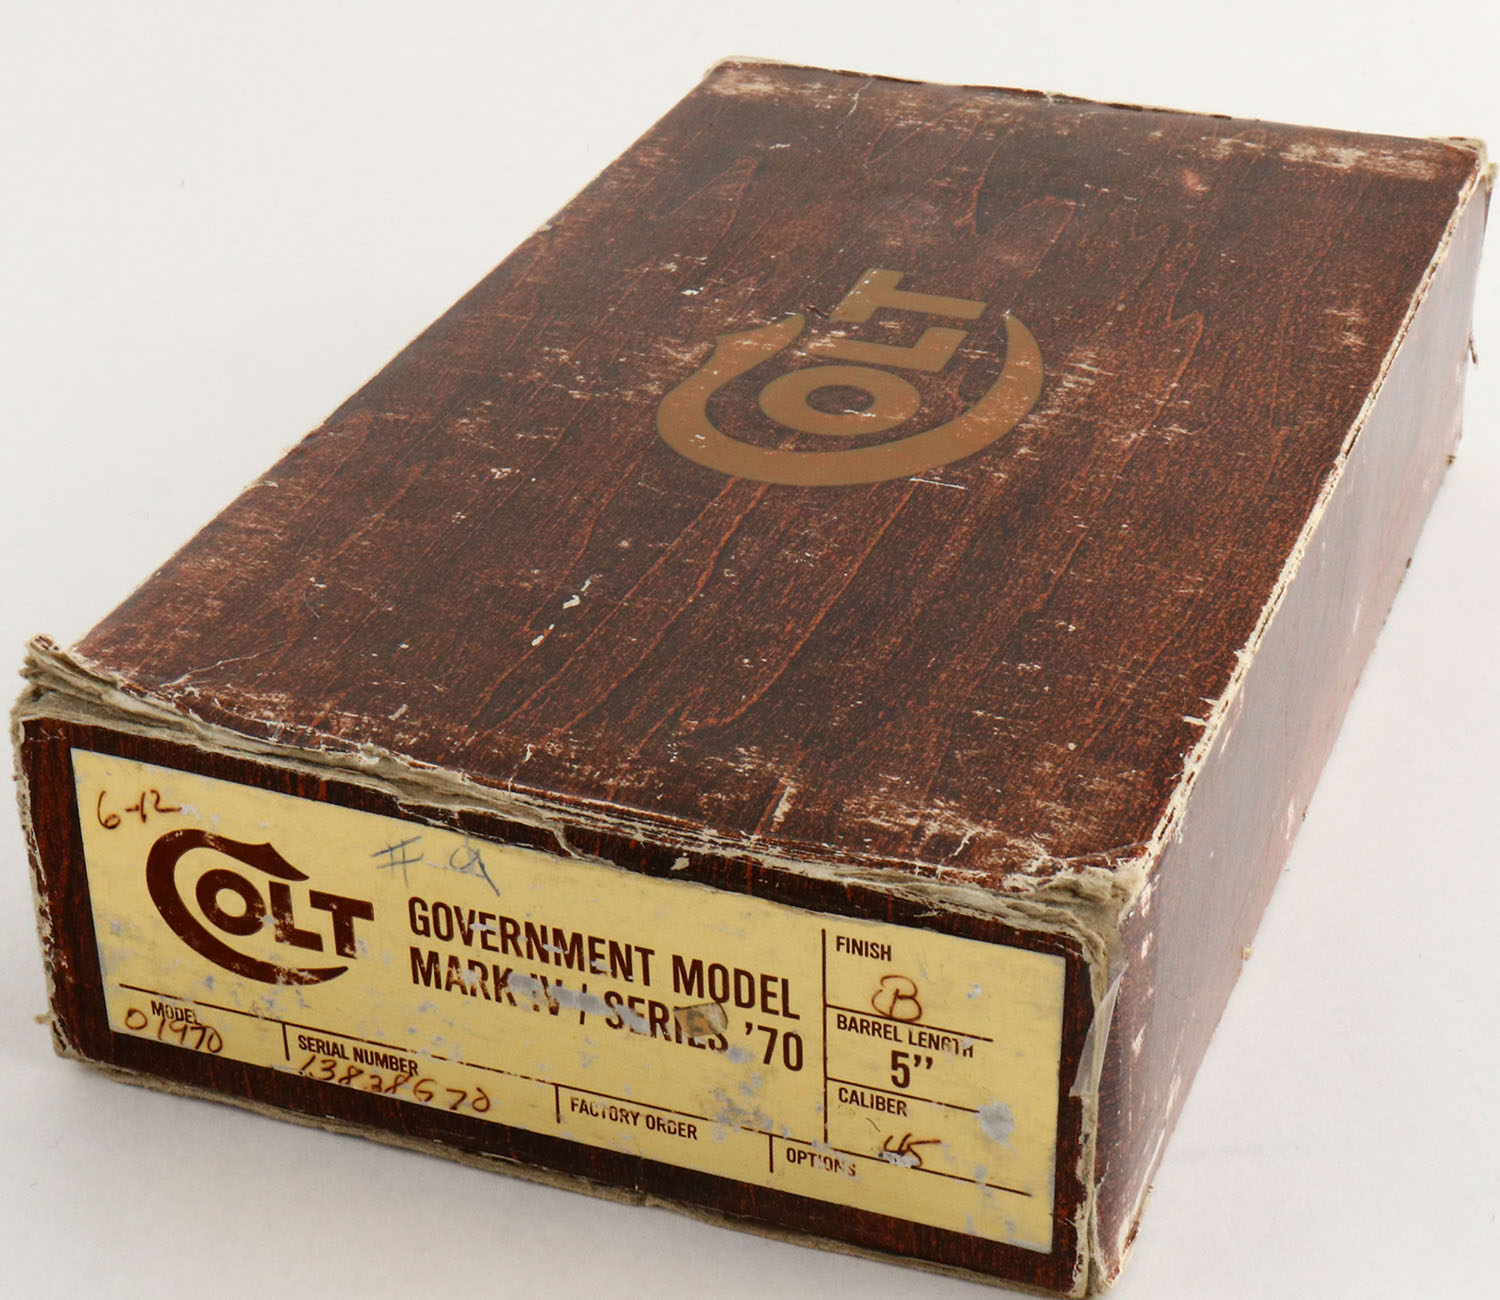 COLT
6-12
COLT
GOVERNMENT MODEL
MARK IV / SERIES '70
FINISH
B
BARREL LENGTH
5"
CALIBER
45
MODEL
01970
SERIAL NUMBER
13828G70
FACTORY ORDER
OPTIONS